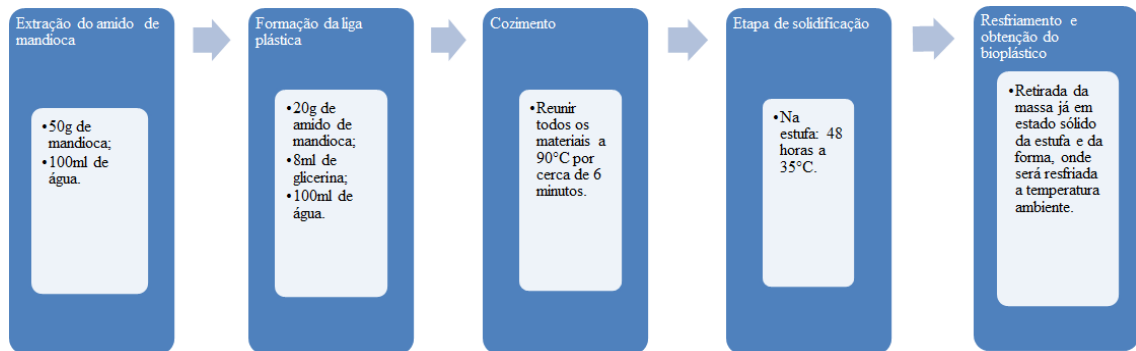 Extração do amido de
mandioca
•50g de
mandioca;
•100ml de
água.
Formação da liga
plástica
•20g de
amido de
mandioca;
•8ml de
glicerina;
•100ml de
água.
Cozimento
•Reunir
todos os
materiais a
90°C por
cerca de 6
minutos.
Etapa de solidificação
•Na
estufa: 48
horas a
35°C.
Resfriamento e
obtenção do
bioplástico
•Retirada da
massa já em
estado sólido
da estufa e da
forma, onde
será resfriada
a temperatura
ambiente.